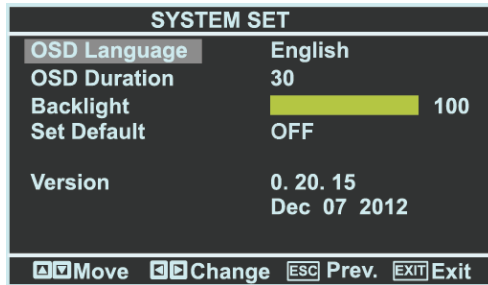 SYSTEM SET
OSD Language English
OSD Duration 30
Backlight 100
Set Default OFF
Version 0. 20. 15
Dec 07 2012
Move Change ESC Prev. EXIT Exit